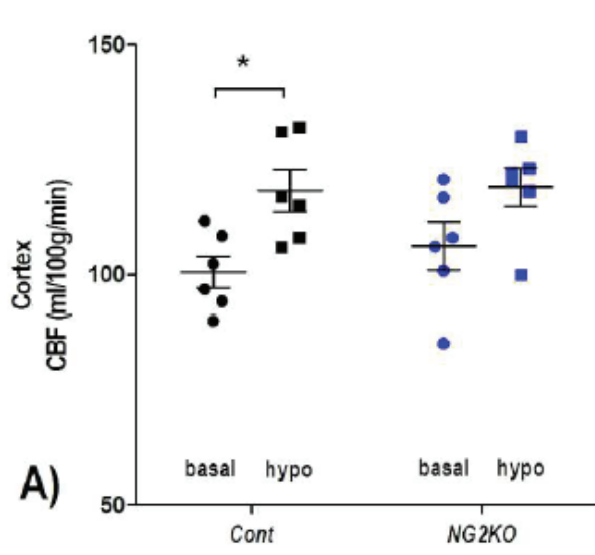 150
*
Cortex
CBF (ml/100g/min)
100
basal hypo basal hypo
A)
50
Cont NG2KO